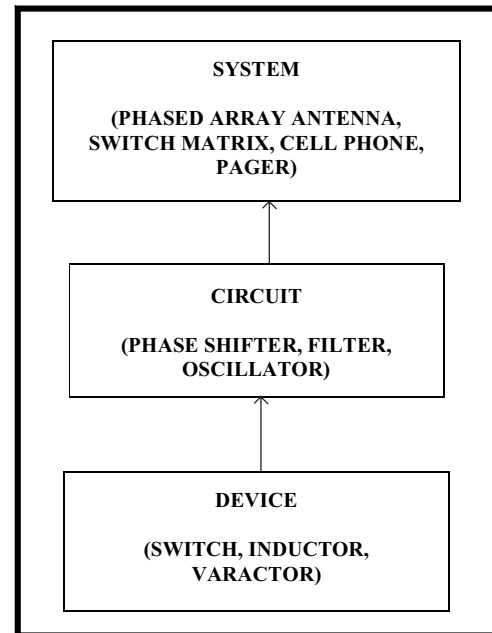 SYSTEM
(PHASED ARRAY ANTENNA,
SWITCH MATRIX, CELL PHONE,
PAGER)
CIRCUIT
(PHASE SHIFTER, FILTER,
OSCILLATOR)
DEVICE
(SWITCH, INDUCTOR,
VARACTOR)